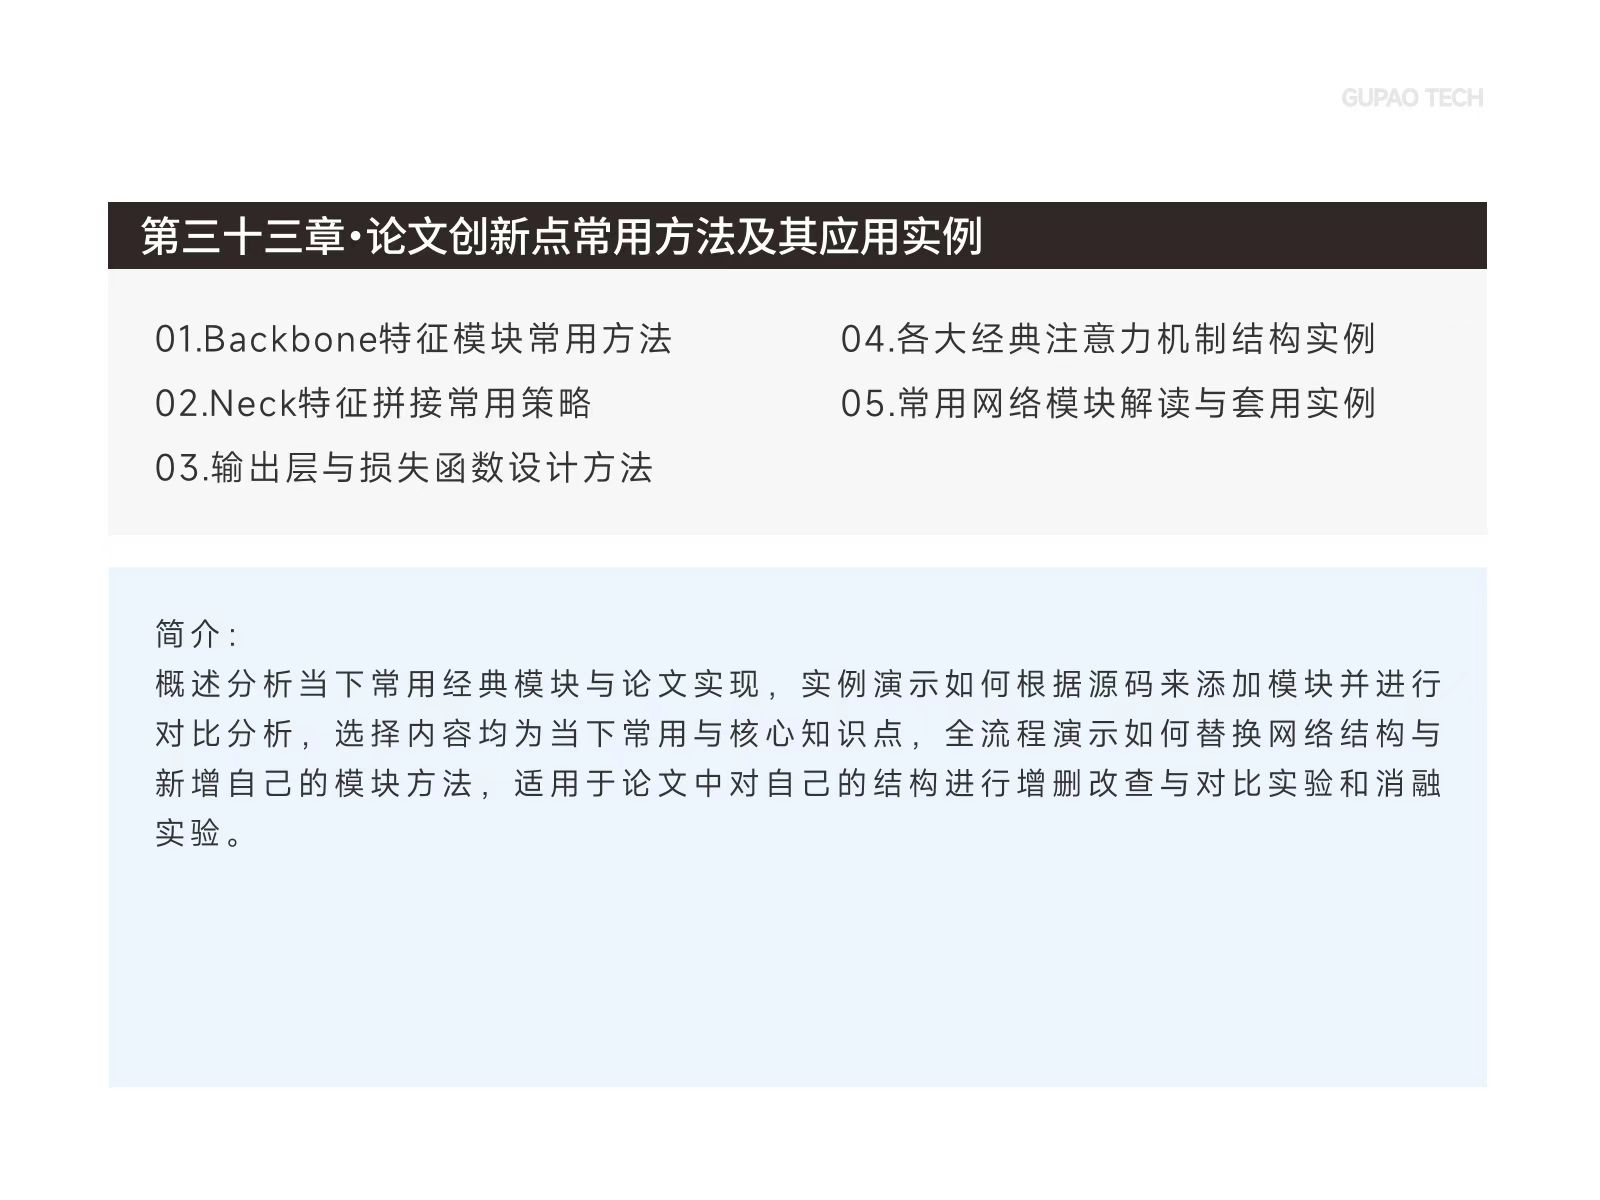 GUPAO TECH
第三十三章·论文创新点常用方法及其应用实例
01.Backbone特征模块常用方法
02.Neck特征拼接常用策略
03.输出层与损失函数设计方法
04.各大经典注意力机制结构实例
05.常用网络模块解读与套用实例
简介：
概述分析当下常用经典模块与论文实现，实例演示如何根据源码来添加模块并进行
对比分析，选择内容均为当下常用与核心知识点，全流程演示如何替换网络结构与
新增自己的模块方法，适用于论文中对自己的结构进行增删改查与对比实验和消融
实验。